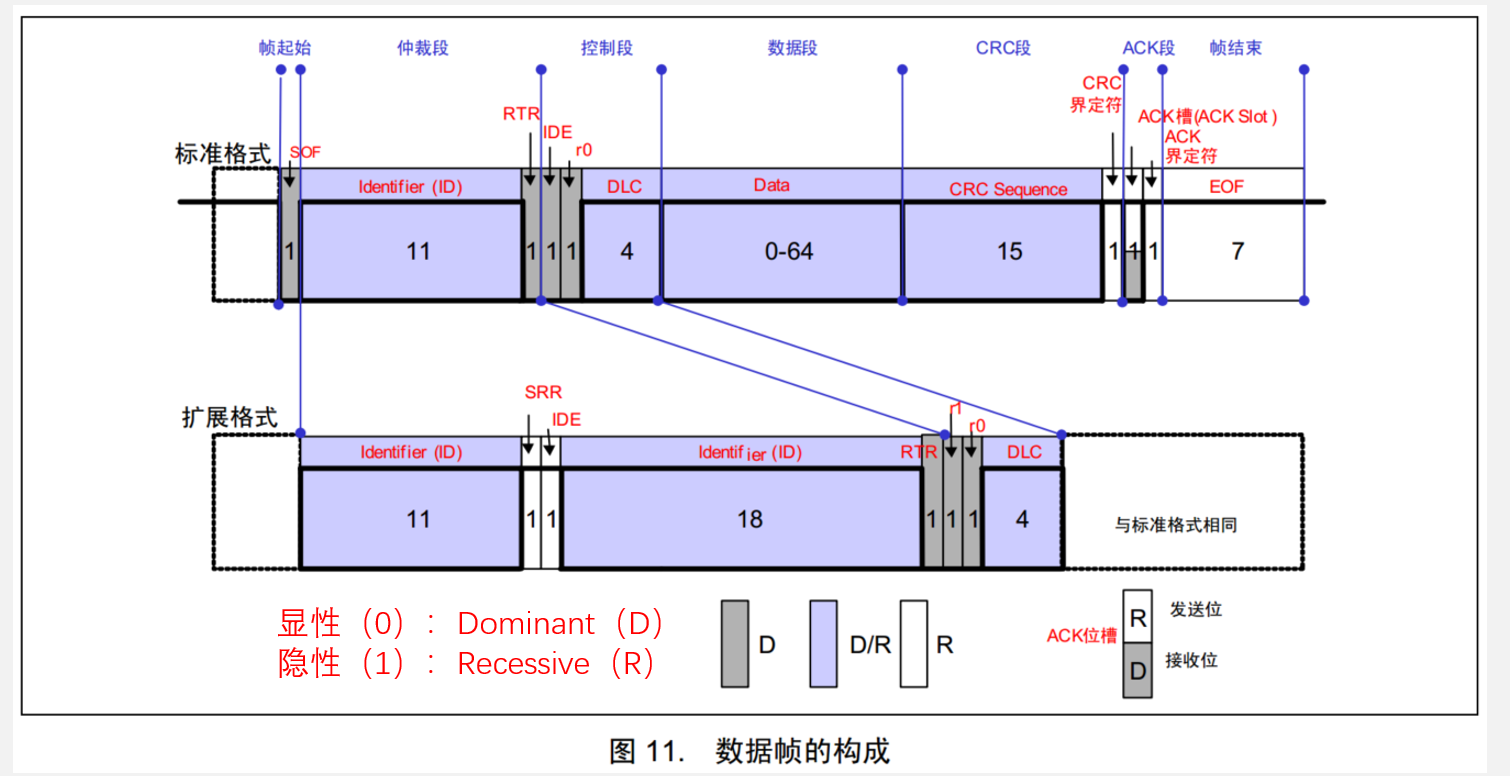 帧起始 仲裁段 控制段 数据段 CRC段 ACK段 帧结束
CRC
界定符
RTR
IDE
r0
ACK槽(ACK Slot )
ACK
界定符
标准格式
SOF
Identifier (ID) DLC Data CRC Sequence EOF
1 11 1 1 1 4 0-64 15 1 1 1 7
SRR
IDE
扩展格式
r1
r0
Identifier (ID) Identifier (ID) RTR DLC
11 1 1 18 1 1 1 4 与标准格式相同
显性（0）：Dominant（D）
隐性（1）：Recessive（R）
D D/R R
ACK位槽
R 发送位
D 接收位
图 11. 数据帧的构成